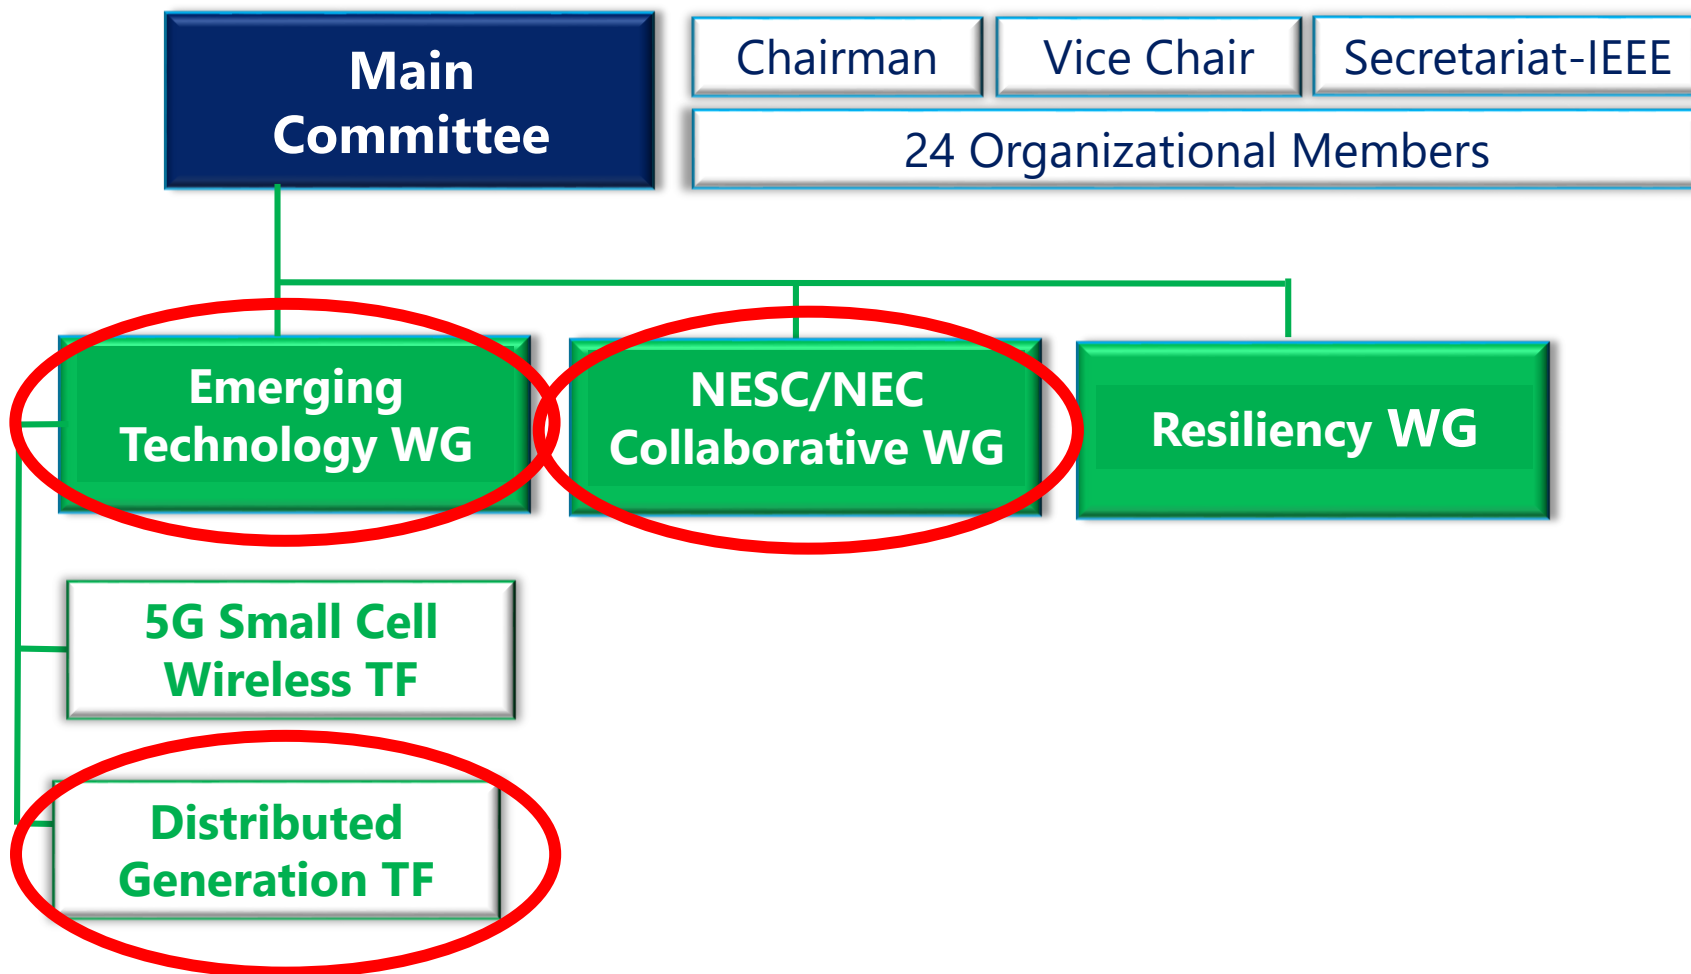 Main
Committee
Chairman
Vice Chair
Secretariat-IEEE
24 Organizational Members
Emerging
Technology WG
NESC/NEC
Collaborative WG
Resiliency WG
5G Small Cell
Wireless TF
Distributed
Generation TF